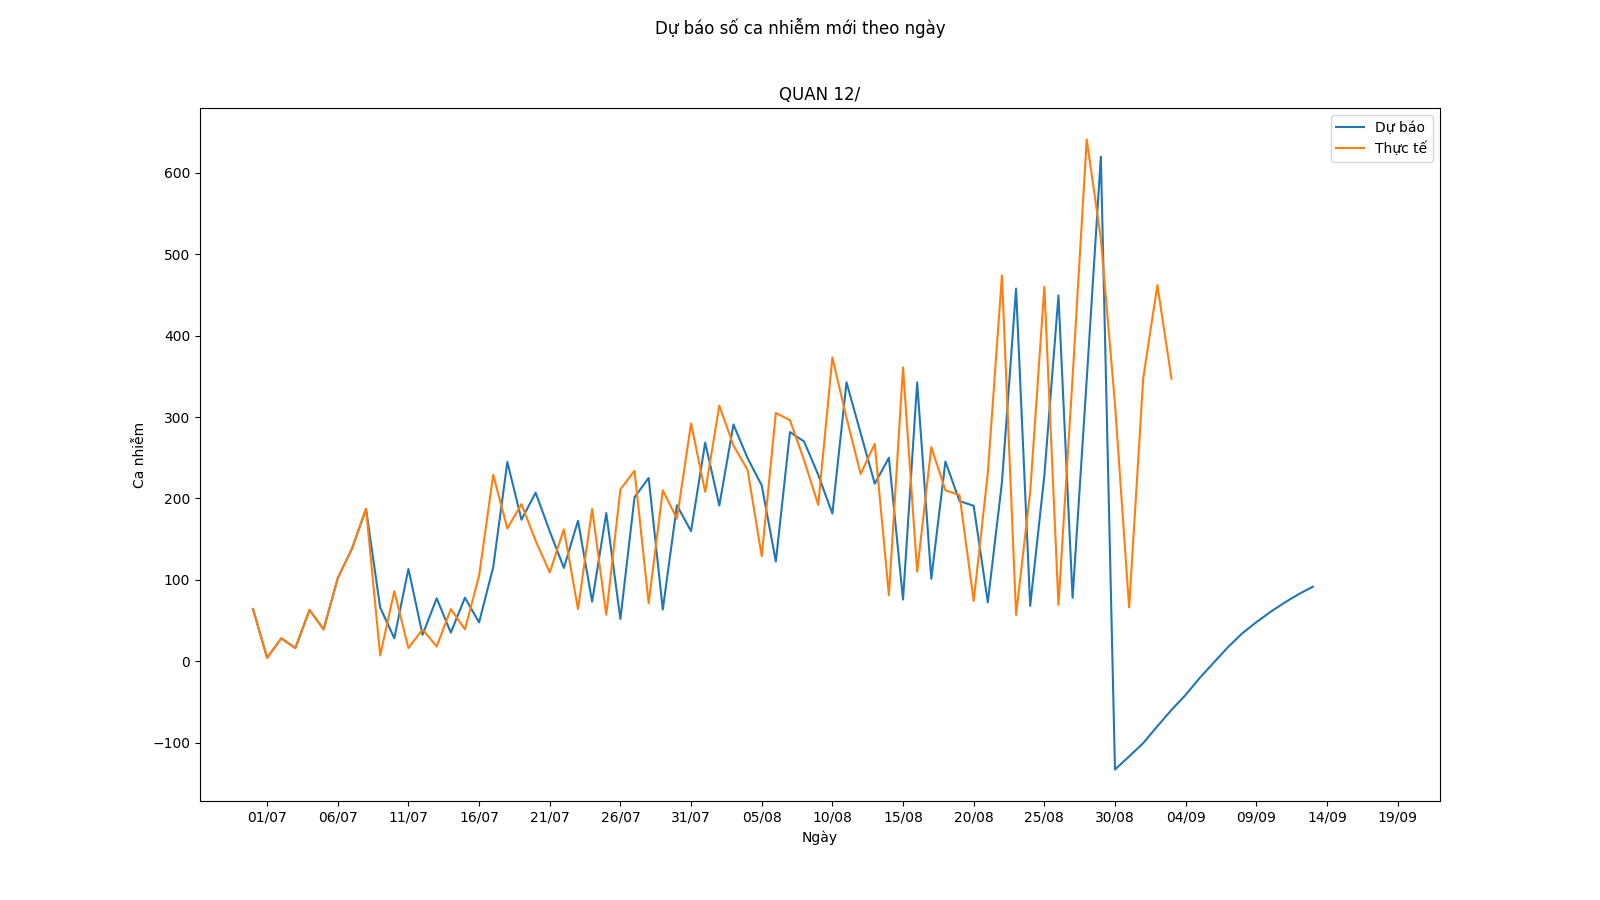 Dự báo số ca nhiễm mới theo ngày
QUAN 12/
Dự báo
Thực tế
600
500
400
300
200
100
0
−100
Ca nhiễm
01/07 06/07 11/07 16/07 21/07 26/07 31/07 05/08 10/08 15/08 20/08 25/08 30/08 04/09 09/09 14/09 19/09
Ngày